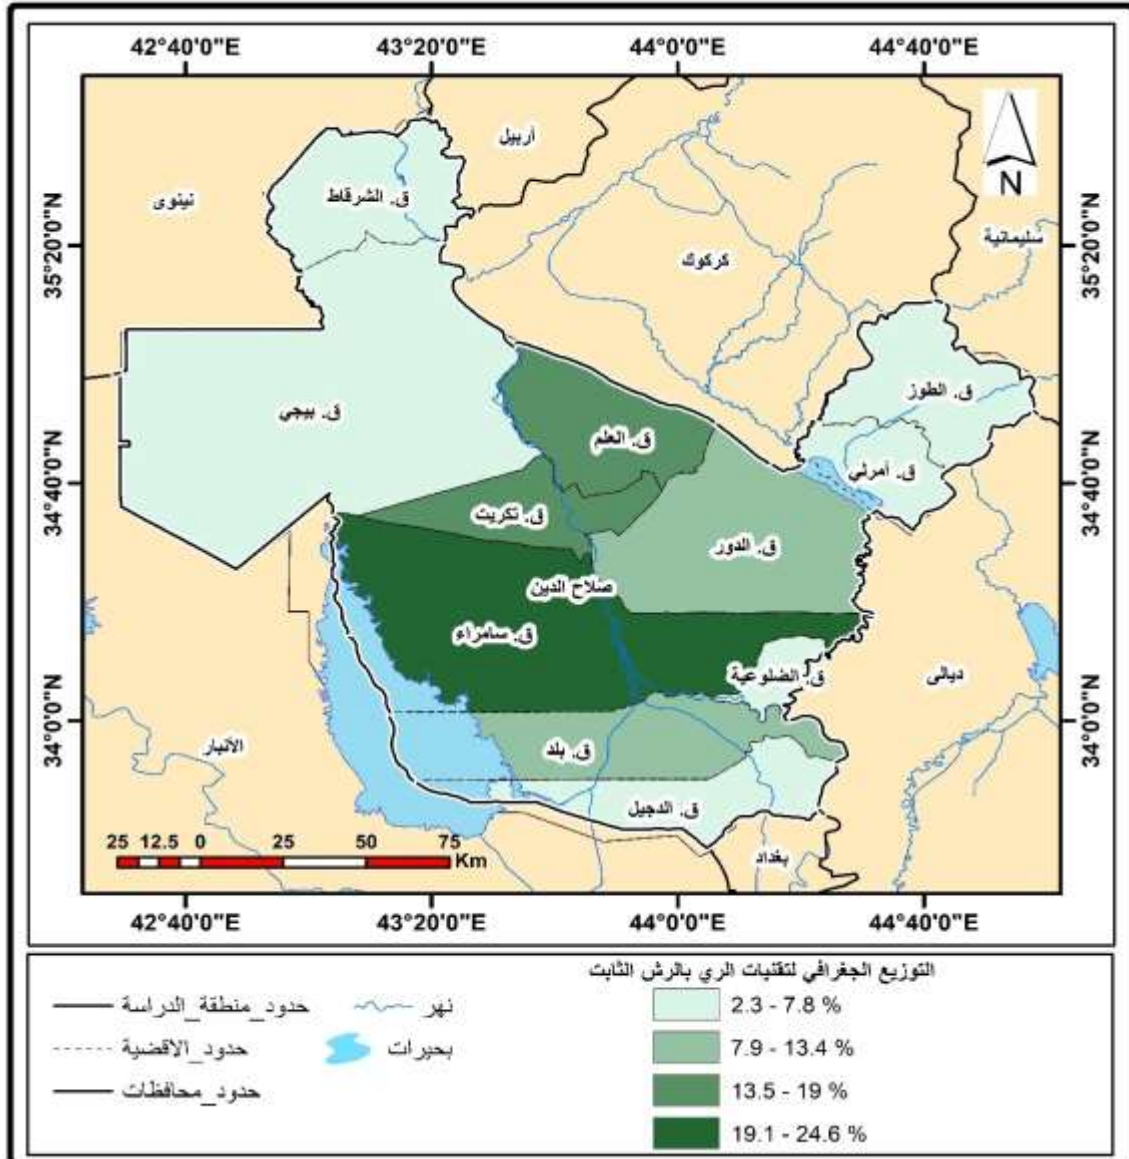 42°40'0"E 43°20'0"E 44°0'0"E 44°40'0"E
35°20'0"N
34°40'0"N
34°0'0"N
35°20'0"N
34°40'0"N
34°0'0"N
N
أربيل
نينوى
ق. الشرقاط
كركوك
سليمانية
ق. بيجي
ق. الطوز
ق. العلم
ق. أمرلي
ق. تكريت
ق. الدور
صلاح الدين
ق. سامراء
ق. الضلوعية
ديالى
الأنبار
ق. بلد
ق. الدجيل
بغداد
25 12.5 0 25 50 75
Km
42°40'0"E 43°20'0"E 44°0'0"E 44°40'0"E
التوزيع الجغرافي لتقنيات الري بالرش الثابت
2.3 - 7.8 %
7.9 - 13.4 %
13.5 - 19 %
19.1 - 24.6 %
نهر
بحيرات
حدود_منطقة_الدراسة
حدود_الاقضية
حدود_محافظات